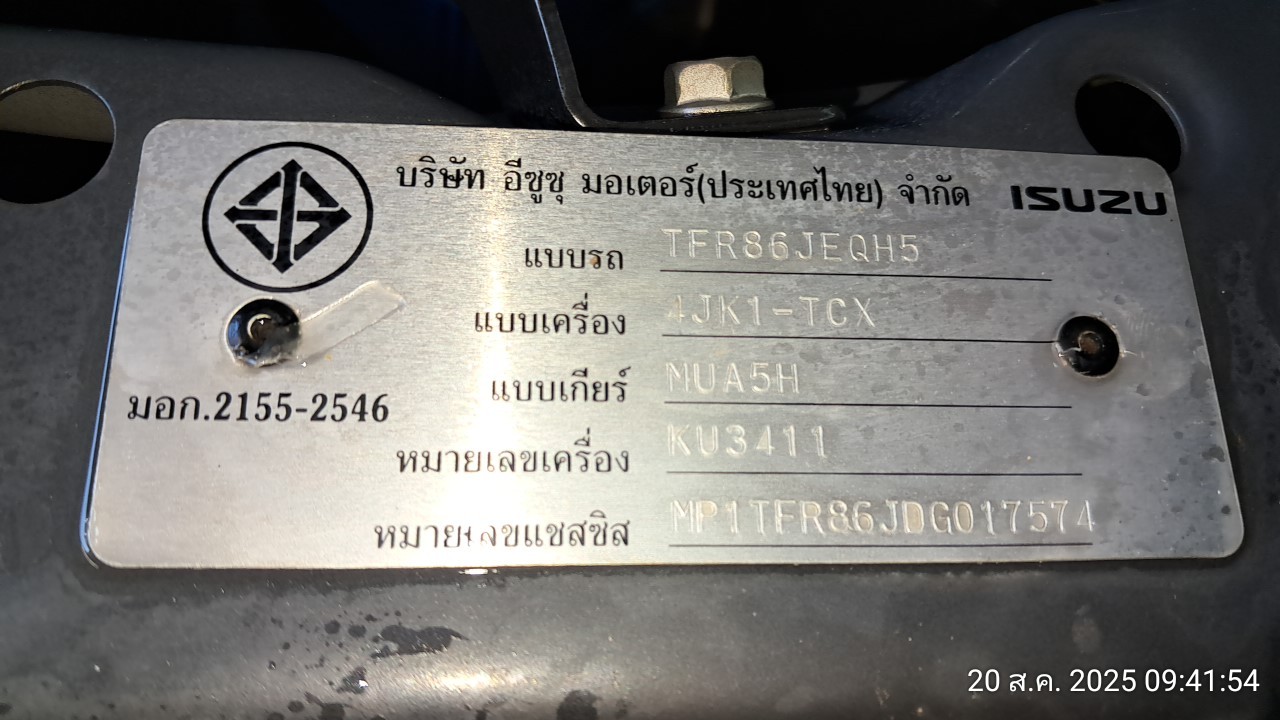 บริษัท อีซูซุ มอเตอร์(ประเทศไทย) จำกัด ISUZU
แบบรถ TFR86JEQH5
แบบเครื่อง 4JK1-TCX
แบบเกียร์ MUA5H
มอก.2155-2546
หมายเลขเครื่อง KU3411
หมายเลขแชสซิส MP1TFR86JDG017574
20 ส.ค. 2025 09:41:54